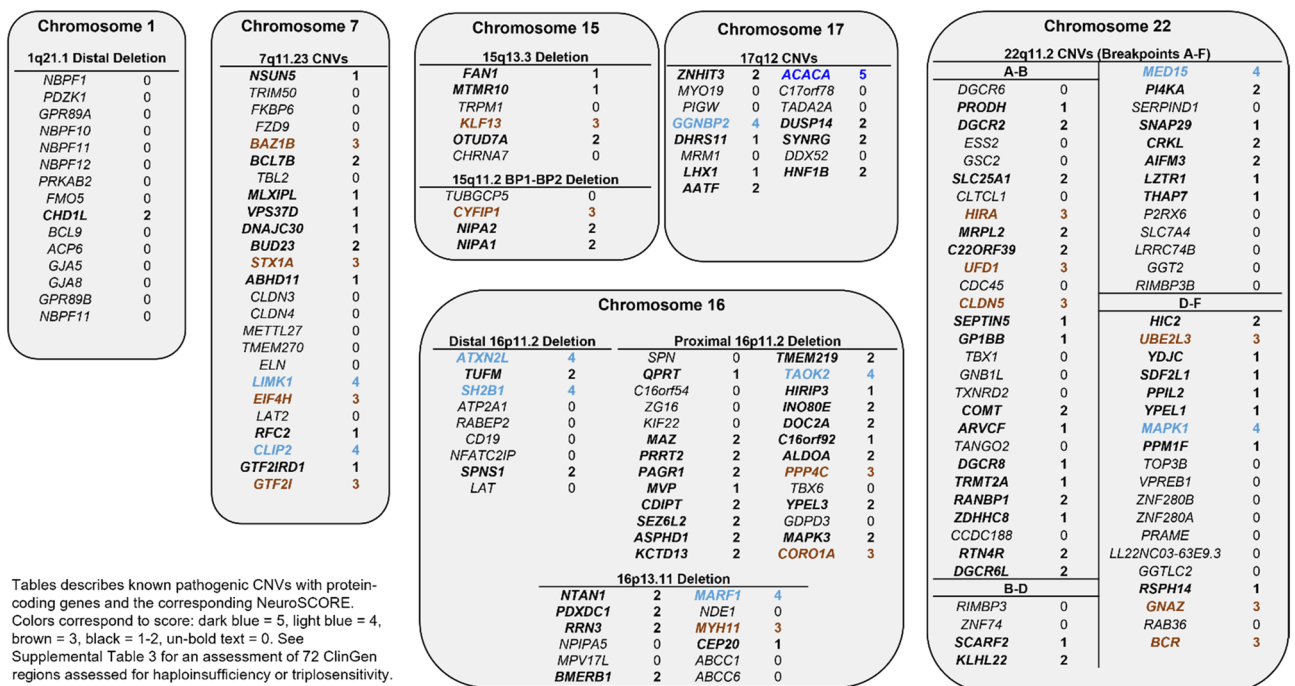 Chromosome 1
1q21.1 Distal Deletion
NBPF1 0
PDZK1 0
GPR89A 0
NBPF10 0
NBPF11 0
NBPF12 0
PRKAB2 0
FMO5 0
CHD1L 2
BCL9 0
ACP6 0
GJA5 0
GJA8 0
GPR89B 0
NBPF11 0
Chromosome 7
7q11.23 CNVs
NSUN5 1
TRIM50 0
FKBP6 0
FZD9 0
BAZ1B 3
BCL7B 2
TBL2 0
MLXIPL 1
VPS37D 1
DNAJC30 1
BUD23 2
STX1A 3
ABHD11 1
CLDN3 0
CLDN4 0
METTL27 0
TMEM270 0
ELN 0
LIMK1 4
EIF4H 3
LAT2 0
RFC2 1
CLIP2 4
GTF2IRD1 1
GTF2I 3
Chromosome 15
15q13.3 Deletion
FAN1 1
MTMR10 1
TRPM1 0
KLF13 3
OTUD7A 2
CHRNA7 0
15q11.2 BP1-BP2 Deletion
TUBGCP5 0
CYFIP1 3
NIPA2 2
NIPA1 2
Chromosome 17
17q12 CNVs
ZNHIT3 2 ACACA 5
MYO19 0 C17orf78 0
PIGW 0 TADA2A 0
GGNBP2 4 DUSP14 2
DHRS11 1 SYNRG 2
MRM1 0 DDX52 0
LHX1 1 HNF1B 2
AATF 2
Chromosome 16
Distal 16p11.2 Deletion
ATXN2L 4
TUFM 2
SH2B1 4
ATP2A1 0
RABEP2 0
CD19 0
NFATC2IP 0
SPNS1 2
LAT 0
Proximal 16p11.2 Deletion
SPN 0 TMEM219 2
QPRT 1 TAOK2 4
C16orf54 0 HIRIP3 1
ZG16 0 INO80E 2
KIF22 0 DOC2A 2
MAZ 2 C16orf92 1
PRRT2 2 ALDOA 2
PAGR1 2 PPP4C 3
MVP 1 TBX6 0
CDIPT 2 YPEL3 2
SEZ6L2 2 GDPD3 0
ASPHD1 2 MAPK3 2
KCTD13 2 CORO1A 3
16p13.11 Deletion
NTAN1 2 MARF1 4
PDXDC1 2 NDE1 0
RRN3 2 MYH11 3
NPIPA5 0 CEP20 1
MPV17L 0 ABCC1 0
BMERB1 2 ABCC6 0
Chromosome 22
22q11.2 CNVs (Breakpoints A-F)
A-B
DGCR6 0
PRODH 1
DGCR2 2
ESS2 0
GSC2 0
SLC25A1 2
CLTCL1 0
HIRA 3
MRPL2 2
C22ORF39 2
UFD1 3
CDC45 0
CLDN5 3
SEPTIN5 1
GP1BB 1
TBX1 0
GNB1L 0
TXNRD2 0
COMT 2
ARVCF 1
TANGO2 0
DGCR8 1
TRMT2A 1
RANBP1 2
ZDHHC8 1
CCDC188 0
RTN4R 2
DGCR6L 2
B-D
RIMBP3 0
ZNF74 0
SCARF2 1
KLHL22 2
MED15 4
PI4KA 2
SERPIND1 0
SNAP29 1
CRKL 2
AIFM3 2
LZTR1 1
THAP7 1
P2RX6 0
SLC7A4 0
LRRC74B 0
GGT2 0
RIMBP3B 0
D-F
HIC2 2
UBE2L3 3
YDJC 1
SDF2L1 1
PPIL2 1
YPEL1 1
MAPK1 4
PPM1F 1
TOP3B 0
VPREB1 0
ZNF280B 0
ZNF280A 0
PRAME 0
LL22NC03-63E9.3 0
GGTLC2 0
RSPH14 1
GNAZ 3
RAB36 0
BCR 3
Tables describes known pathogenic CNVs with protein-
coding genes and the corresponding NeuroSCORE.
Colors correspond to score: dark blue = 5, light blue = 4,
brown = 3, black = 1-2, un-bold text = 0. See
Supplemental Table 3 for an assessment of 72 ClinGen
regions assessed for haploinsufficiency or triplosensitivity.